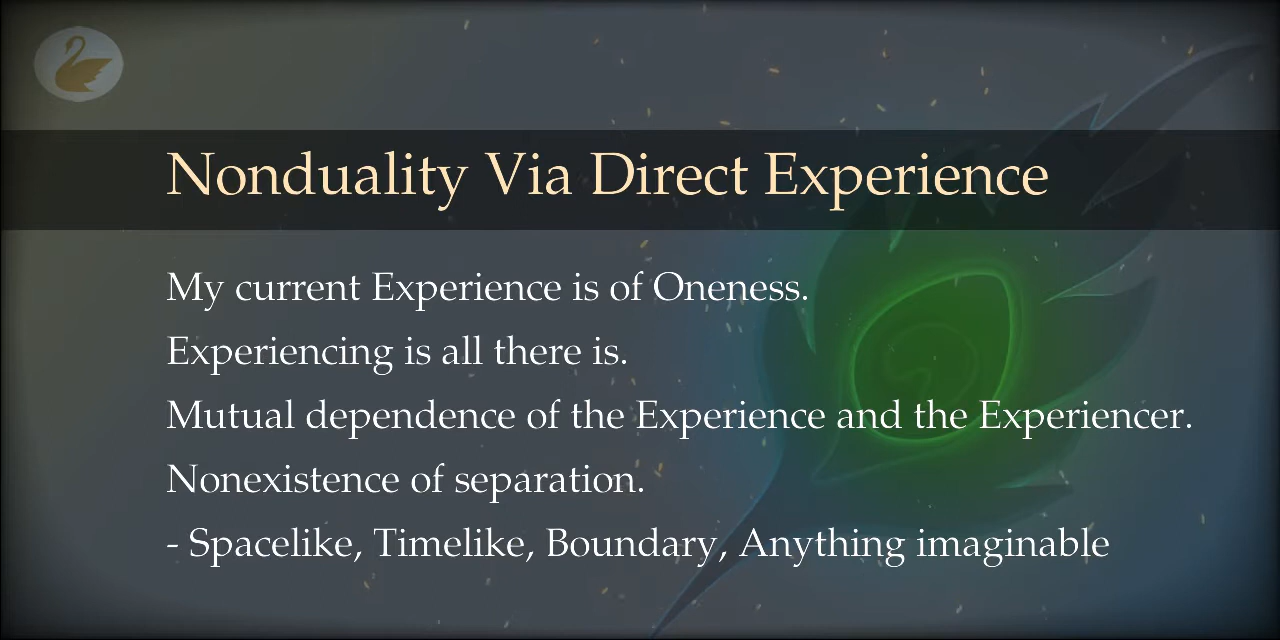 Nonduality Via Direct Experience
My current Experience is of Oneness.
Experiencing is all there is.
Mutual dependence of the Experience and the Experiencer.
Nonexistence of separation.
- Spacelike, Timelike, Boundary, Anything imaginable